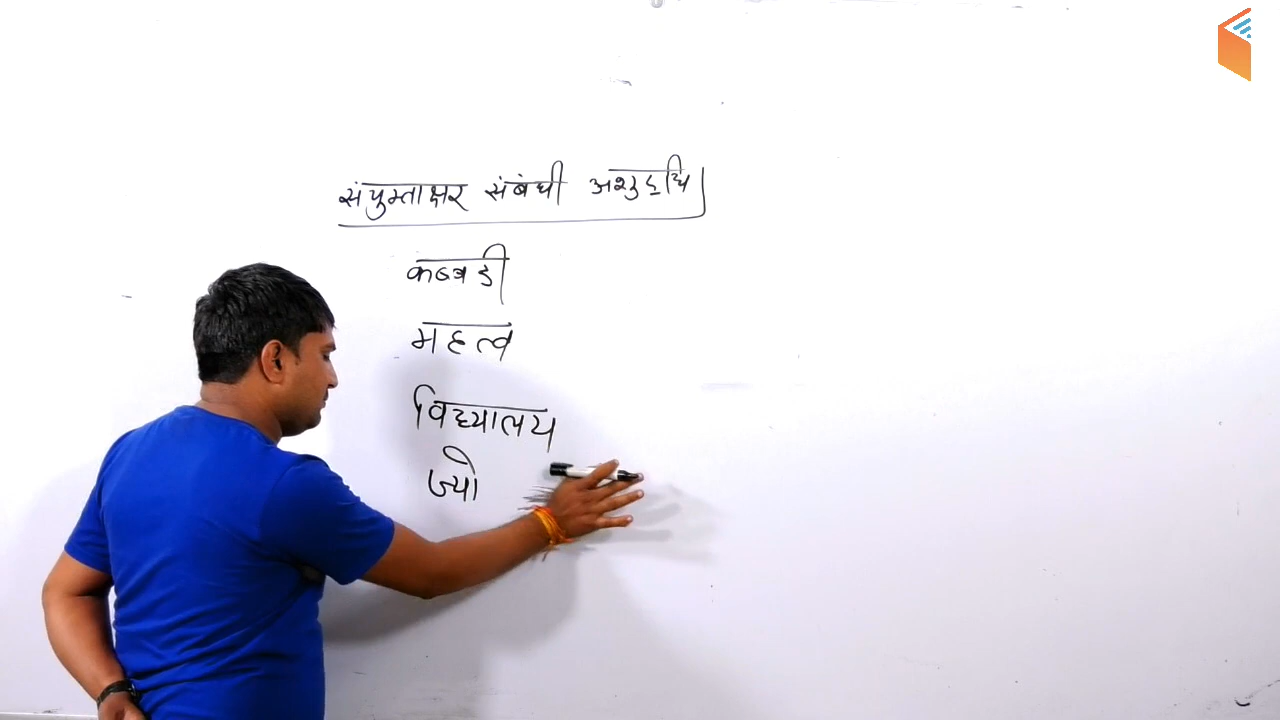 संयुक्ताक्षर संबंधी अशुद्धि
कब्बडी
महत्व
विध्यालय
ज्यो